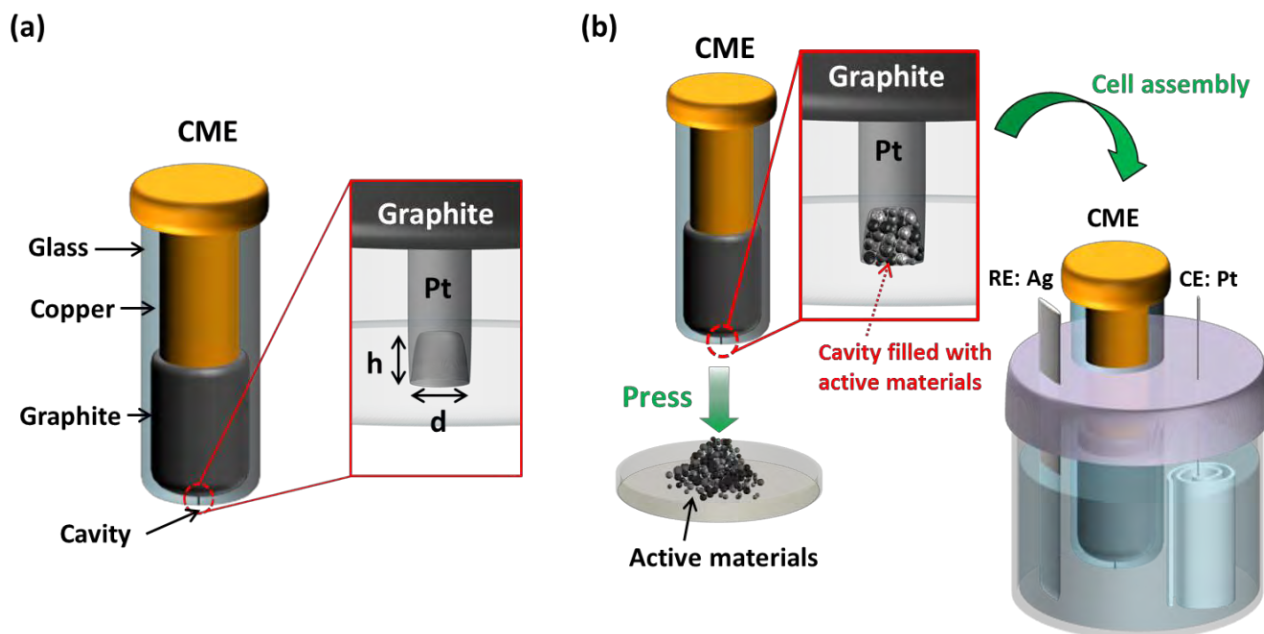 (a)
CME
Glass
Copper
Graphite
Cavity
Graphite
Pt
h
d
(b)
CME
Graphite
Pt
Cavity filled with
active materials
Press
Active materials
Cell assembly
CME
RE: Ag
CE: Pt